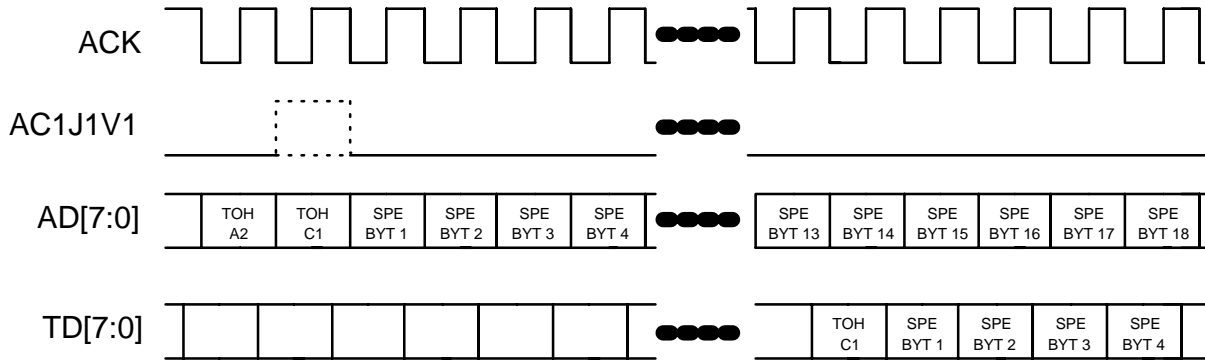 ACK
AC1J1V1
AD[7:0]
TOH
A2
TOH
C1
SPE
BYT 1
SPE
BYT 2
SPE
BYT 3
SPE
BYT 4
SPE
BYT 13
SPE
BYT 14
SPE
BYT 15
SPE
BYT 16
SPE
BYT 17
SPE
BYT 18
TD[7:0]
TOH
C1
SPE
BYT 1
SPE
BYT 2
SPE
BYT 3
SPE
BYT 4